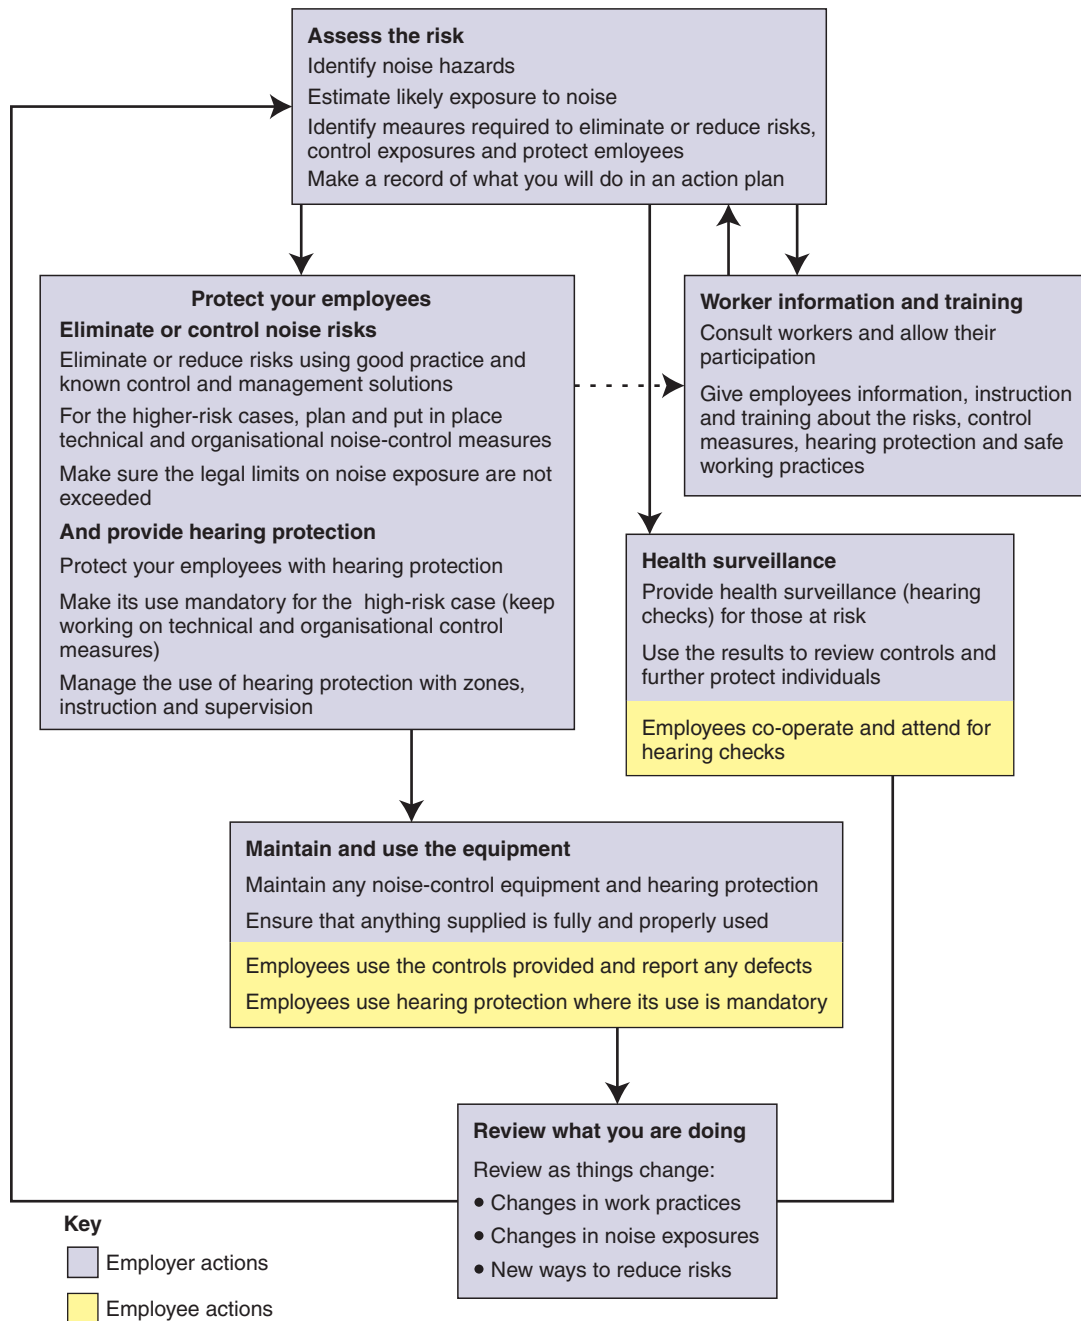 Assess the risk
Identify noise hazards
Estimate likely exposure to noise
Identify meaures required to eliminate or reduce risks,
control exposures and protect emloyees
Make a record of what you will do in an action plan
Protect your employees
Eliminate or control noise risks
Eliminate or reduce risks using good practice and
known control and management solutions
For the higher-risk cases, plan and put in place
technical and organisational noise-control measures
Make sure the legal limits on noise exposure are not
exceeded
And provide hearing protection
Protect your employees with hearing protection
Make its use mandatory for the high-risk case (keep
working on technical and organisational control
measures)
Manage the use of hearing protection with zones,
instruction and supervision
Worker information and training
Consult workers and allow their
participation
Give employees information, instruction
and training about the risks, control
measures, hearing protection and safe
working practices
Health surveillance
Provide health surveillance (hearing
checks) for those at risk
Use the results to review controls and
further protect individuals
Employees co-operate and attend for
hearing checks
Maintain and use the equipment
Maintain any noise-control equipment and hearing protection
Ensure that anything supplied is fully and properly used
Employees use the controls provided and report any defects
Employees use hearing protection where its use is mandatory
Review what you are doing
Review as things change:
• Changes in work practices
• Changes in noise exposures
• New ways to reduce risks
Key
Employer actions
Employee actions